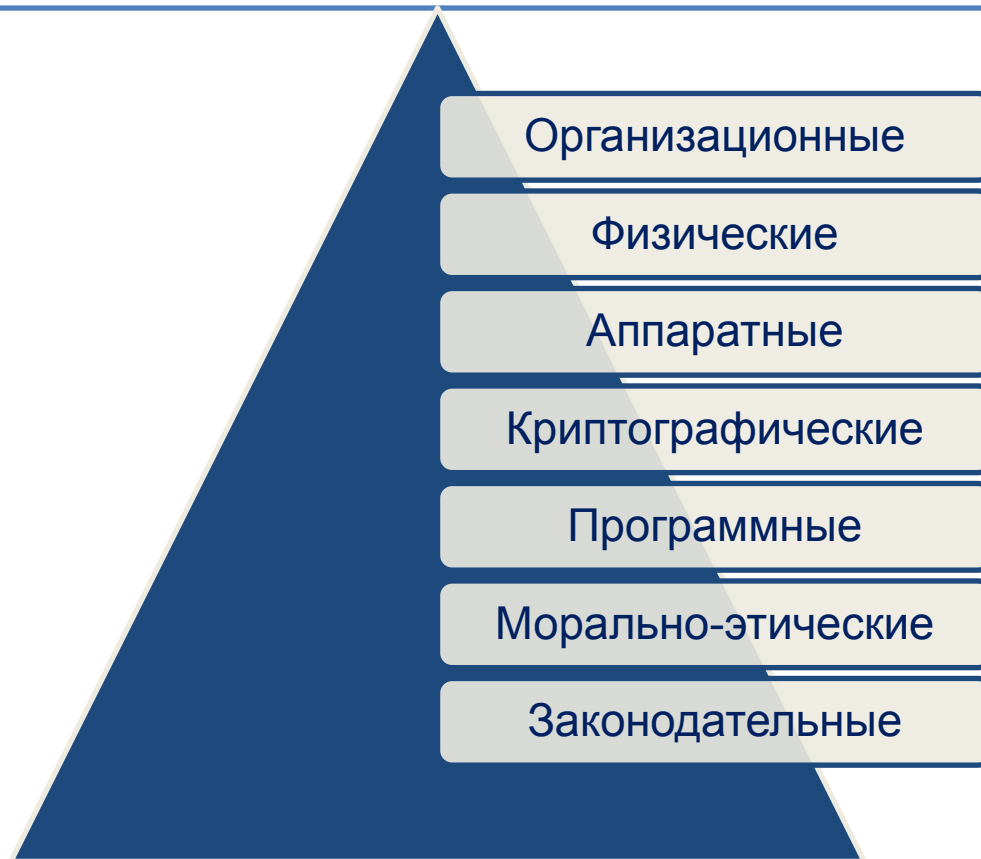 Организационные
Физические
Аппаратные
Криптографические
Программные
Морально-этические
Законодательные